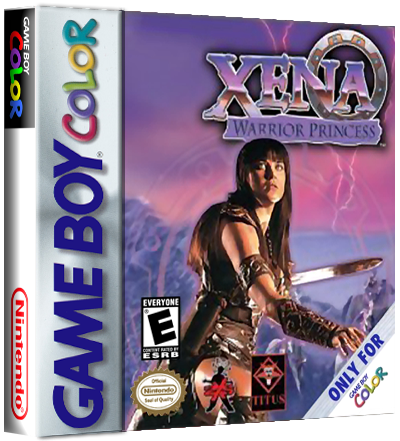 GAME BOY
COLOR
Nintendo®
GAME BOY COLOR
XENA
WARRIOR PRINCESS
™
EVERYONE
E
CONTENT RATED BY
ESRB
Official
Nintendo
Seal of Quality
TITUS
ONLY FOR
GAME BOY
COLOR